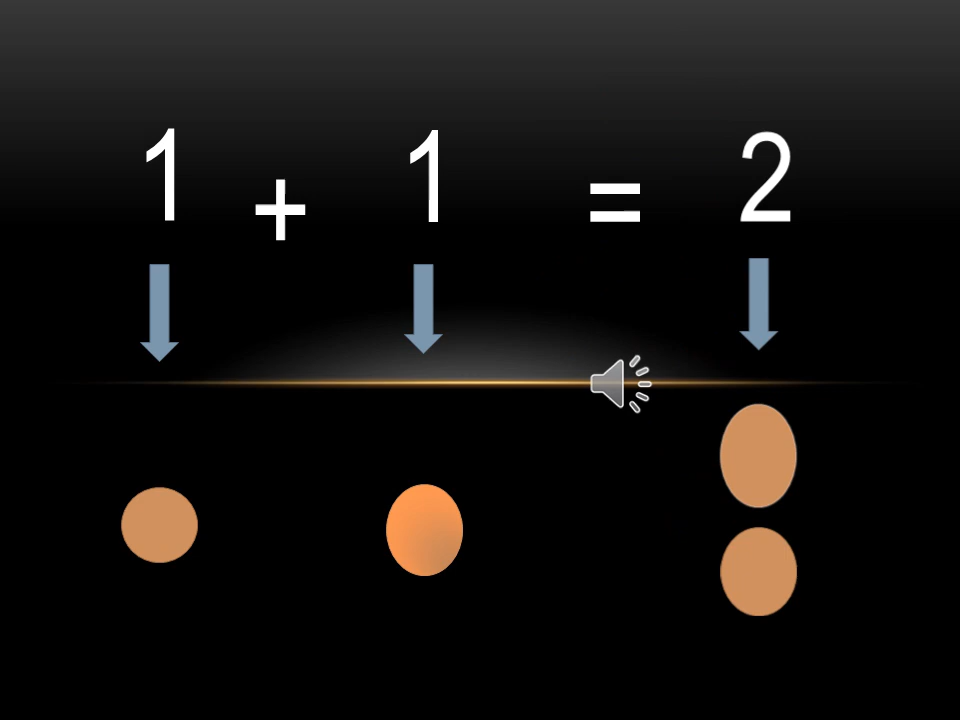 1 + 1 = 2